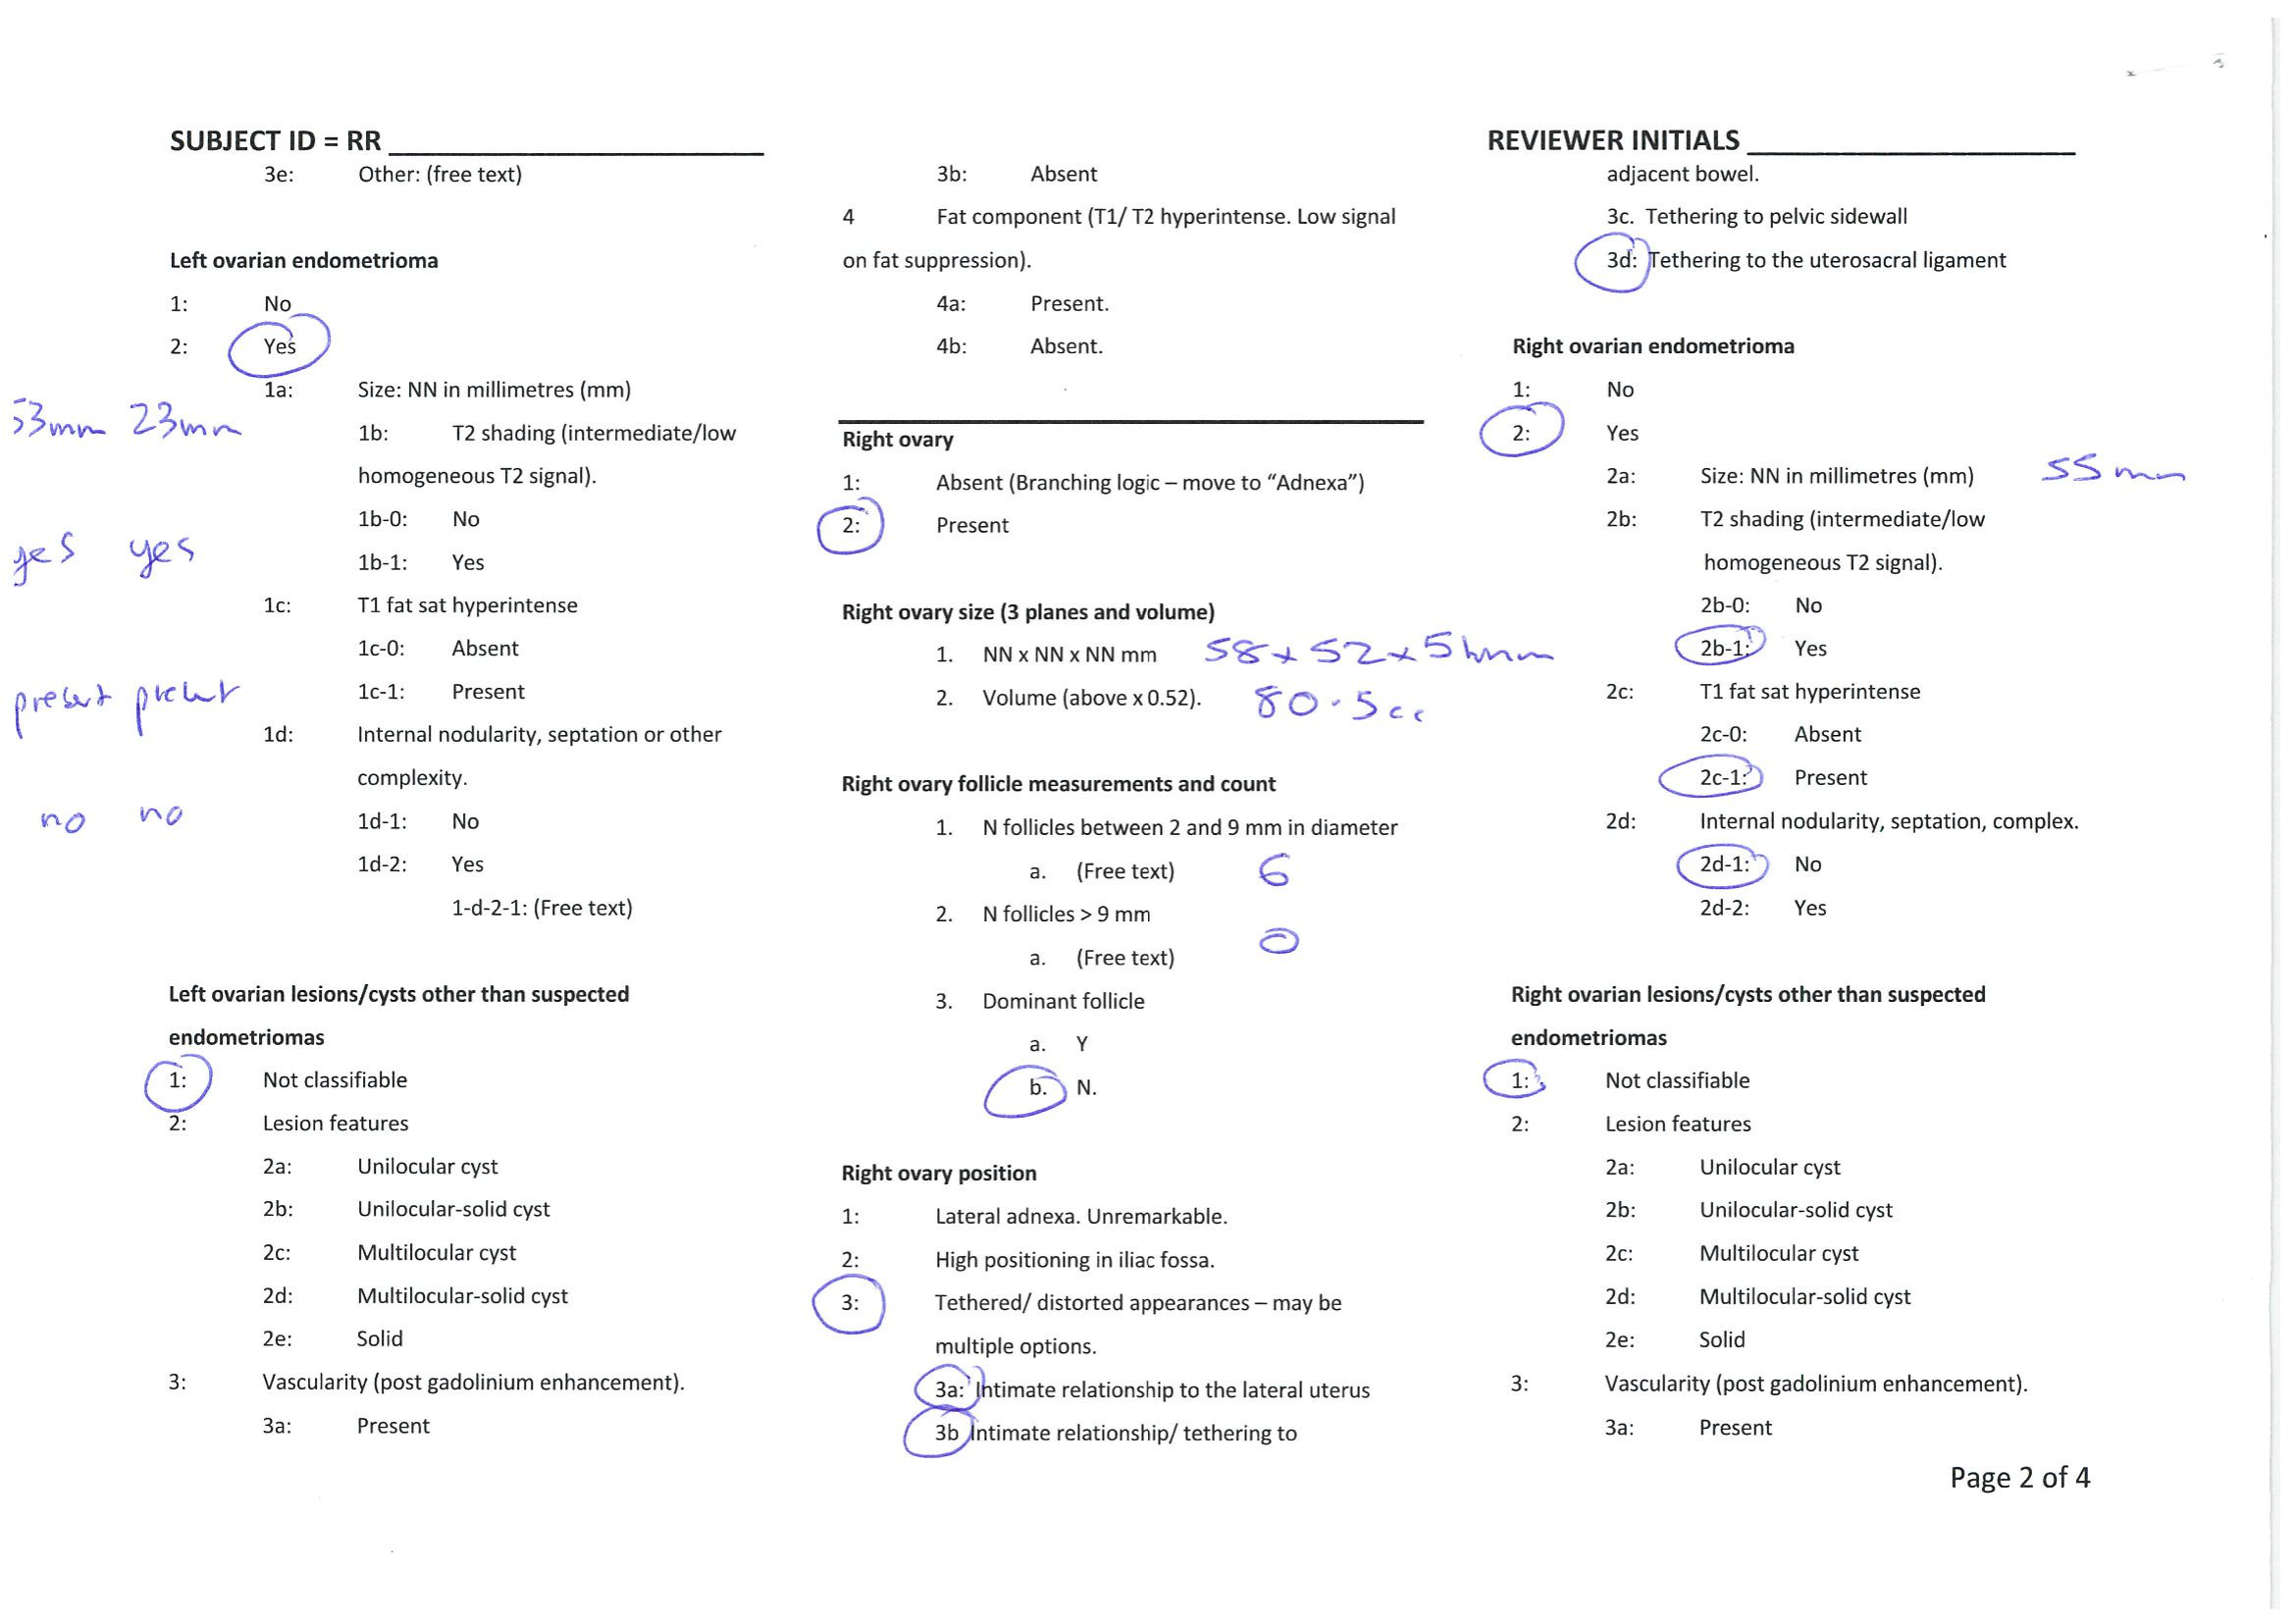 SUBJECT ID = RR
3e: Other: (free text)
Left ovarian endometrioma
1: No
2: Yes
1a: Size: NN in millimetres (mm)
53mm 23mm
1b: T2 shading (intermediate/low
homogeneous T2 signal).
1b-0: No
1b-1: Yes
yes yes
1c: T1 fat sat hyperintense
1c-0: Absent
1c-1: Present
present present
1d: Internal nodularity, septation or other
complexity.
1d-1: No
no no
1d-2: Yes
1-d-2-1: (Free text)
Left ovarian lesions/cysts other than suspected
endometriomas
1: Not classifiable
2: Lesion features
2a: Unilocular cyst
2b: Unilocular-solid cyst
2c: Multilocular cyst
2d: Multilocular-solid cyst
2e: Solid
3: Vascularity (post gadolinium enhancement).
3a: Present
3b: Absent
4 Fat component (T1/ T2 hyperintense. Low signal
on fat suppression).
4a: Present.
4b: Absent.
Right ovary
1: Absent (Branching logic – move to “Adnexa”)
2: Present
Right ovary size (3 planes and volume)
1. NN x NN x NN mm 58 x 52 x 51mm
2. Volume (above x 0.52). 80.5cc
Right ovary follicle measurements and count
1. N follicles between 2 and 9 mm in diameter
a. (Free text) 6
2. N follicles > 9 mm
a. (Free text) 0
3. Dominant follicle
a. Y
b. N.
Right ovary position
1: Lateral adnexa. Unremarkable.
2: High positioning in iliac fossa.
3: Tethered/ distorted appearances – may be
multiple options.
3a: Intimate relationship to the lateral uterus
3b Intimate relationship/ tethering to
REVIEWER INITIALS
adjacent bowel.
3c. Tethering to pelvic sidewall
3d: Tethering to the uterosacral ligament
Right ovarian endometrioma
1: No
2: Yes
2a: Size: NN in millimetres (mm) 55mm
2b: T2 shading (intermediate/low
homogeneous T2 signal).
2b-0: No
2b-1: Yes
2c: T1 fat sat hyperintense
2c-0: Absent
2c-1: Present
2d: Internal nodularity, septation, complex.
2d-1: No
2d-2: Yes
Right ovarian lesions/cysts other than suspected
endometriomas
1: Not classifiable
2: Lesion features
2a: Unilocular cyst
2b: Unilocular-solid cyst
2c: Multilocular cyst
2d: Multilocular-solid cyst
2e: Solid
3: Vascularity (post gadolinium enhancement).
3a: Present
Page 2 of 4